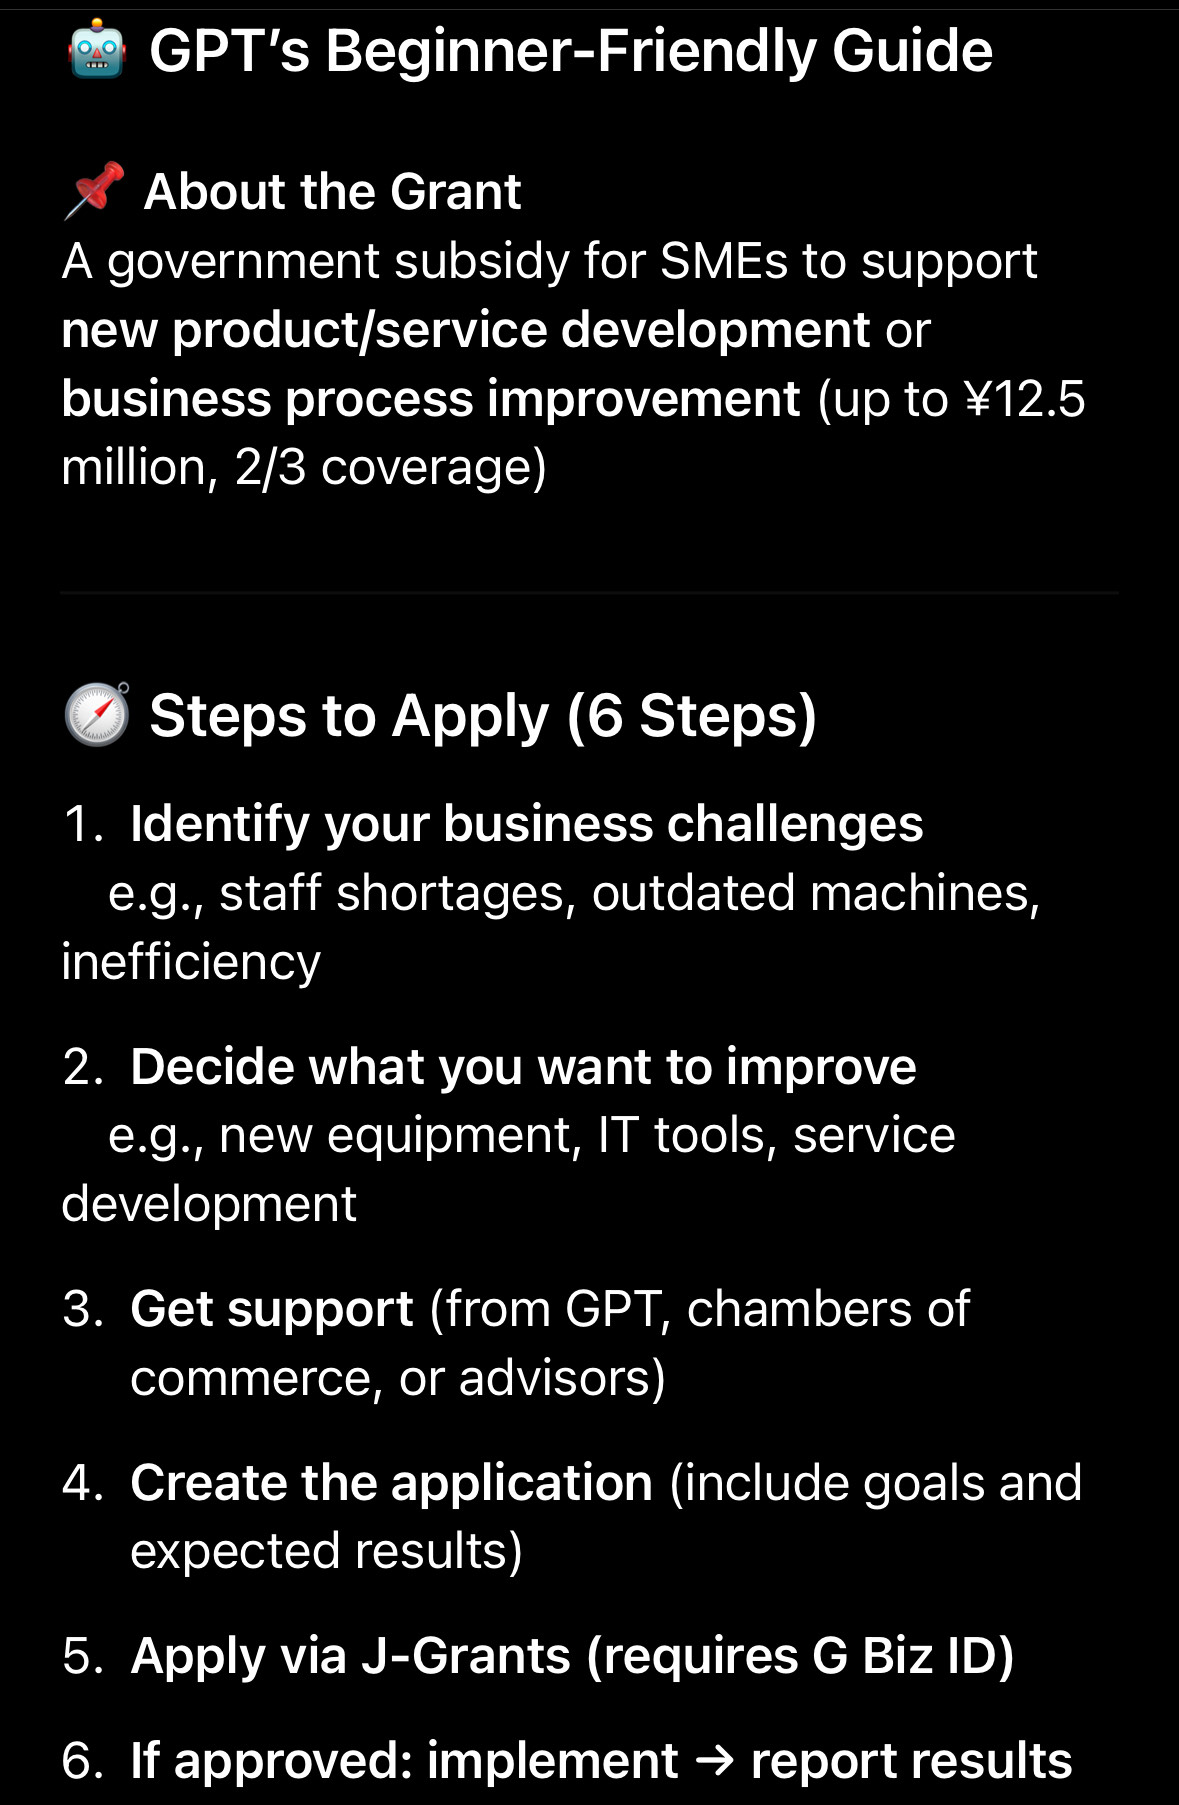 🤖 GPT’s Beginner-Friendly Guide
📌 About the Grant
A government subsidy for SMEs to support
new product/service development or
business process improvement (up to ¥12.5
million, 2/3 coverage)
🧭 Steps to Apply (6 Steps)
1. Identify your business challenges
e.g., staff shortages, outdated machines,
inefficiency
2. Decide what you want to improve
e.g., new equipment, IT tools, service
development
3. Get support (from GPT, chambers of
commerce, or advisors)
4. Create the application (include goals and
expected results)
5. Apply via J-Grants (requires G Biz ID)
6. If approved: implement → report results